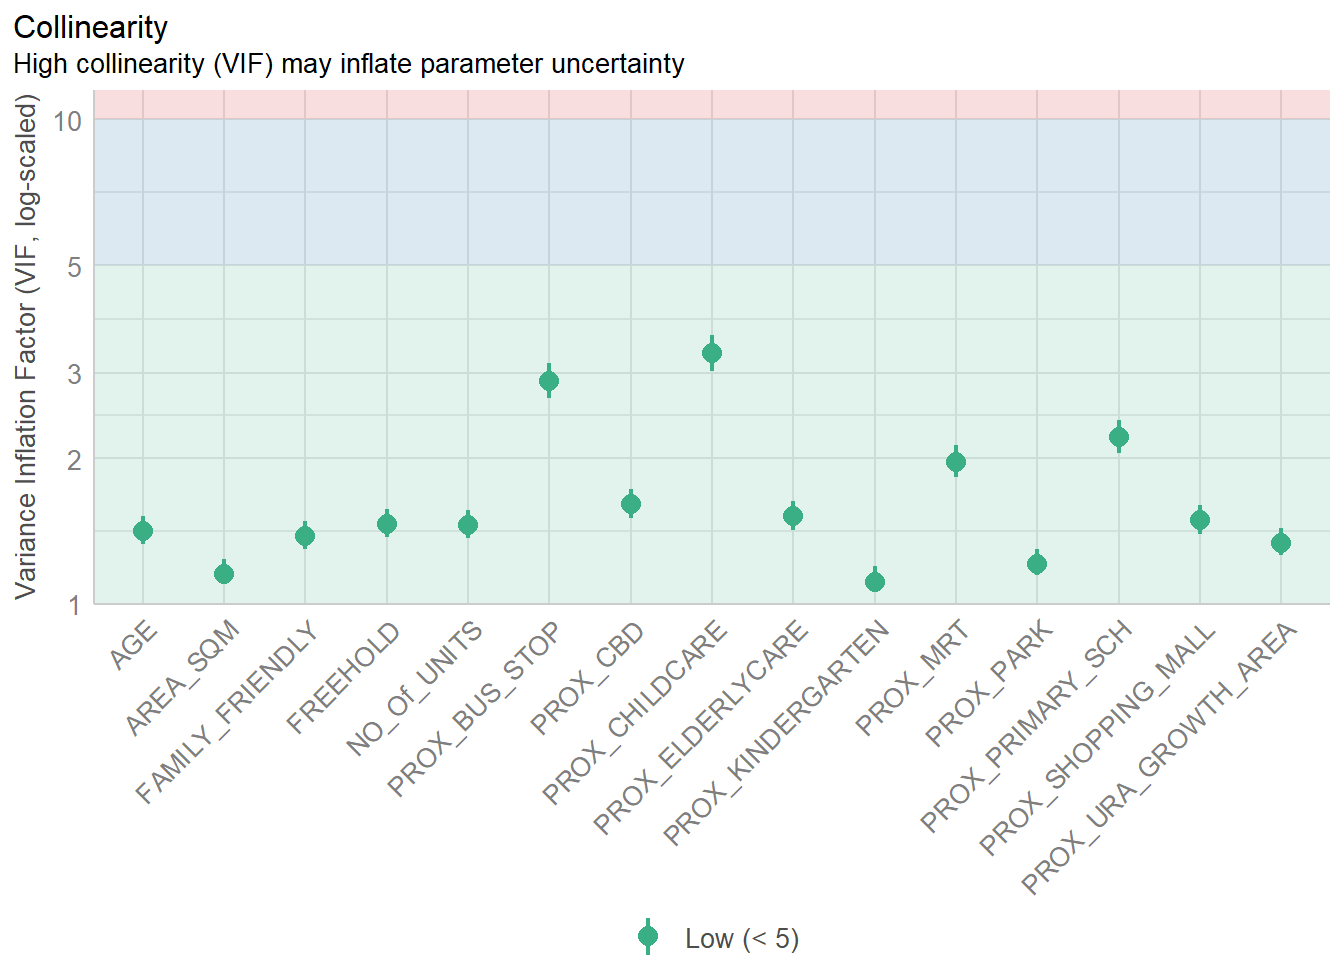 Collinearity
High collinearity (VIF) may inflate parameter uncertainty
Variance Inflation Factor (VIF, log-scaled)
10
5
3
2
1
AGE
AREA_SQM
FAMILY_FRIENDLY
FREEHOLD
NO_Of_UNITS
PROX_BUS_STOP
PROX_CBD
PROX_CHILDCARE
PROX_ELDERLYCARE
PROX_KINDERGARTEN
PROX_MRT
PROX_PARK
PROX_PRIMARY_SCH
PROX_SHOPPING_MALL
PROX_URA_GROWTH_AREA
Low (< 5)